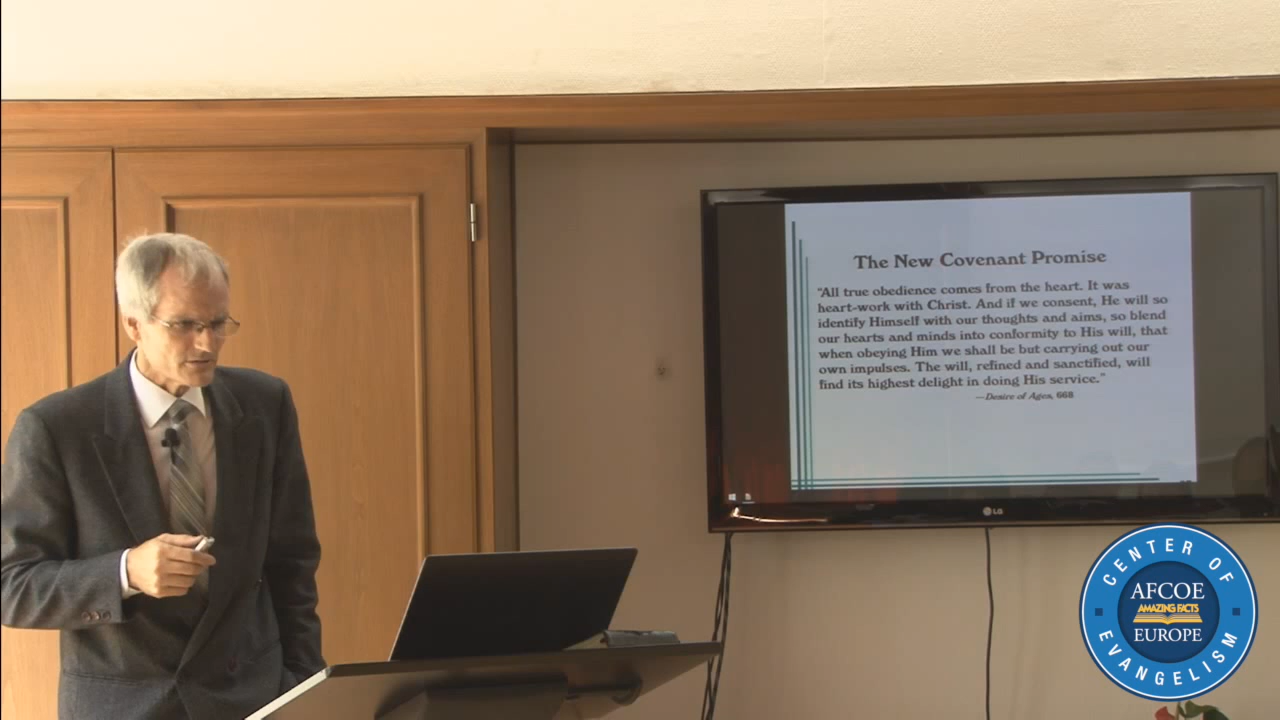 The New Covenant Promise
"All true obedience comes from the heart. It was
heart-work with Christ. And if we consent, He will so
identify Himself with our thoughts and aims, so blend
our hearts and minds into conformity to His will, that
when obeying Him we shall be but carrying out our
own impulses. The will, refined and sanctified, will
find its highest delight in doing His service."
—Desire of Ages, 668
LG
CENTER OF
AFCOE
AMAZING FACTS
EUROPE
EVANGELISM